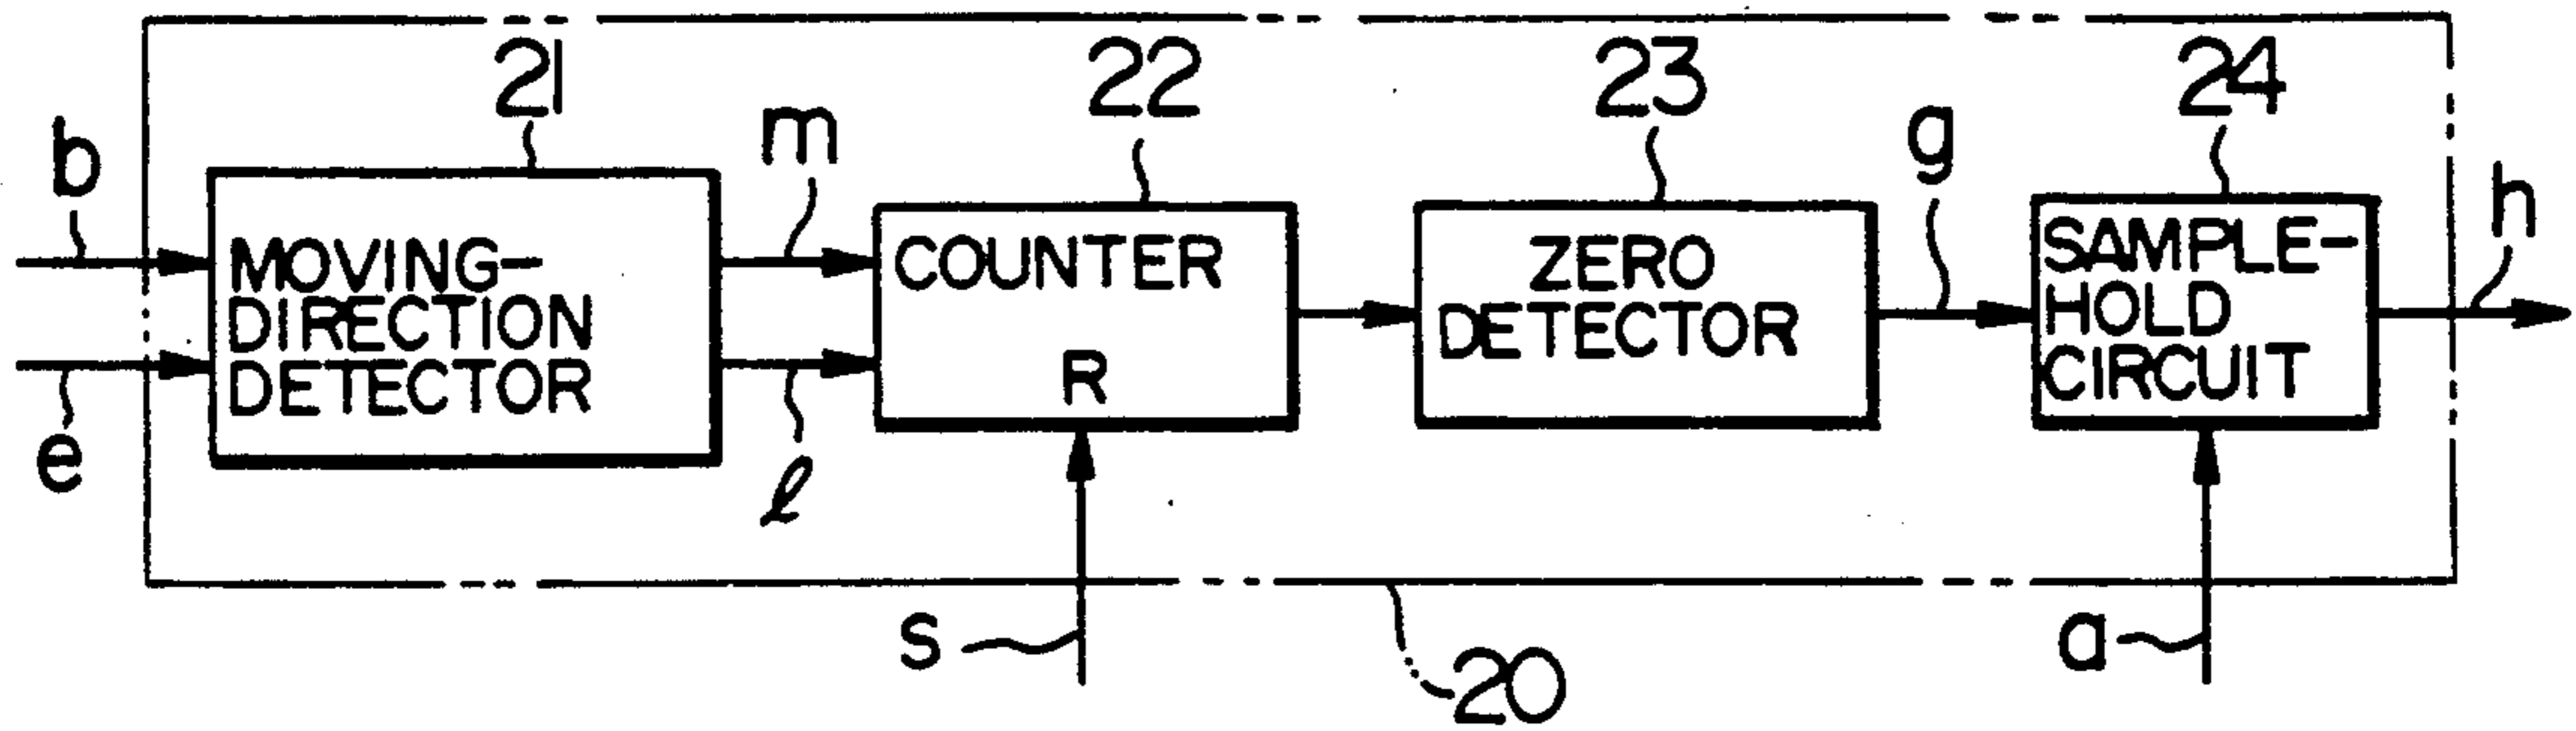 21
22
23
24
b
m
g
h
MOVING-
DIRECTION
DETECTOR
COUNTER
R
ZERO
DETECTOR
SAMPLE-
HOLD
CIRCUIT
e
l
s
a
20